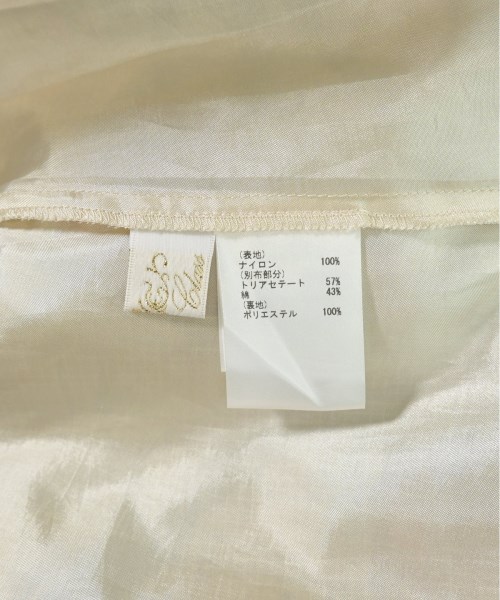 (表地)
ナイロン 100%
(別布部分)
トリアセテート 57%
綿 43%
(裏地)
ポリエステル 100%